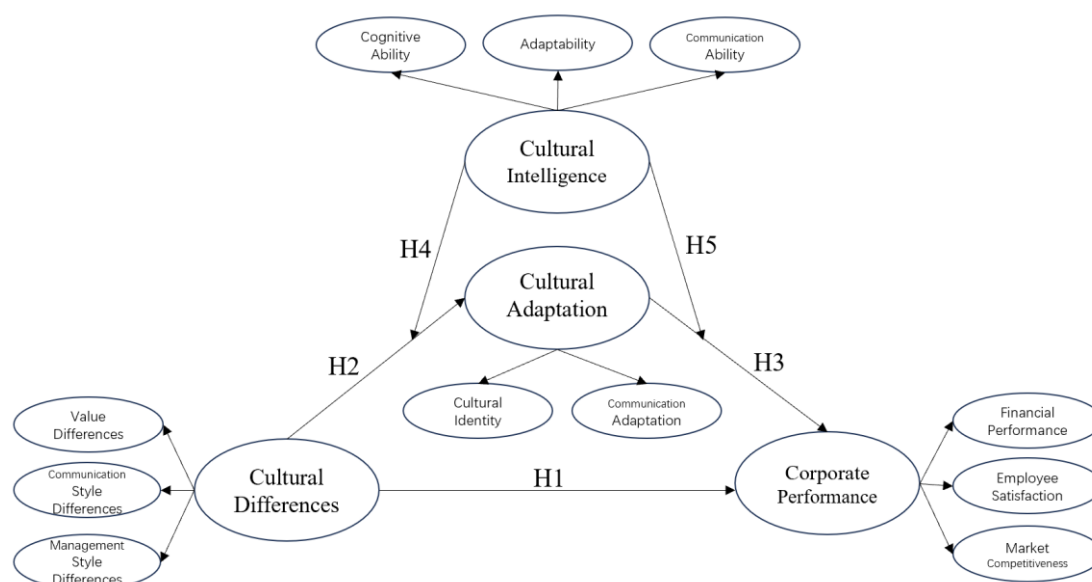 Cognitive
Ability
Adaptability
Communication
Ability
Cultural
Intelligence
H4
H5
Cultural
Adaptation
H2
H3
Cultural
Identity
Communication
Adaptation
Value
Differences
Communication
Style
Differences
Management
Style
Differences
Cultural
Differences
H1
Corporate
Performance
Financial
Performance
Employee
Satisfaction
Market
Competitiveness